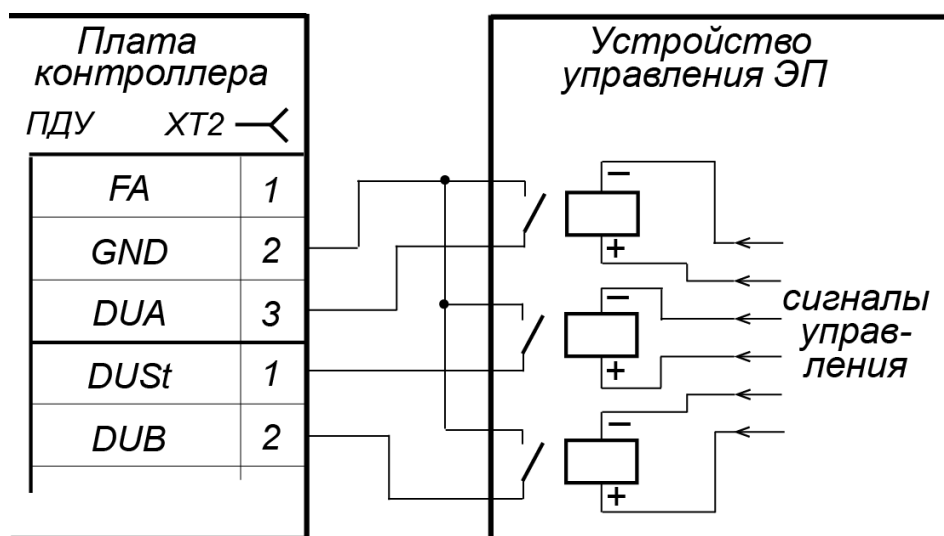 Плата
контроллера
ПДУ XT2
FA 1
GND 2
DUA 3
DUSt 1
DUB 2
Устройство
управления ЭП
− 
+
−
+
−
+
сигналы
управ-
ления